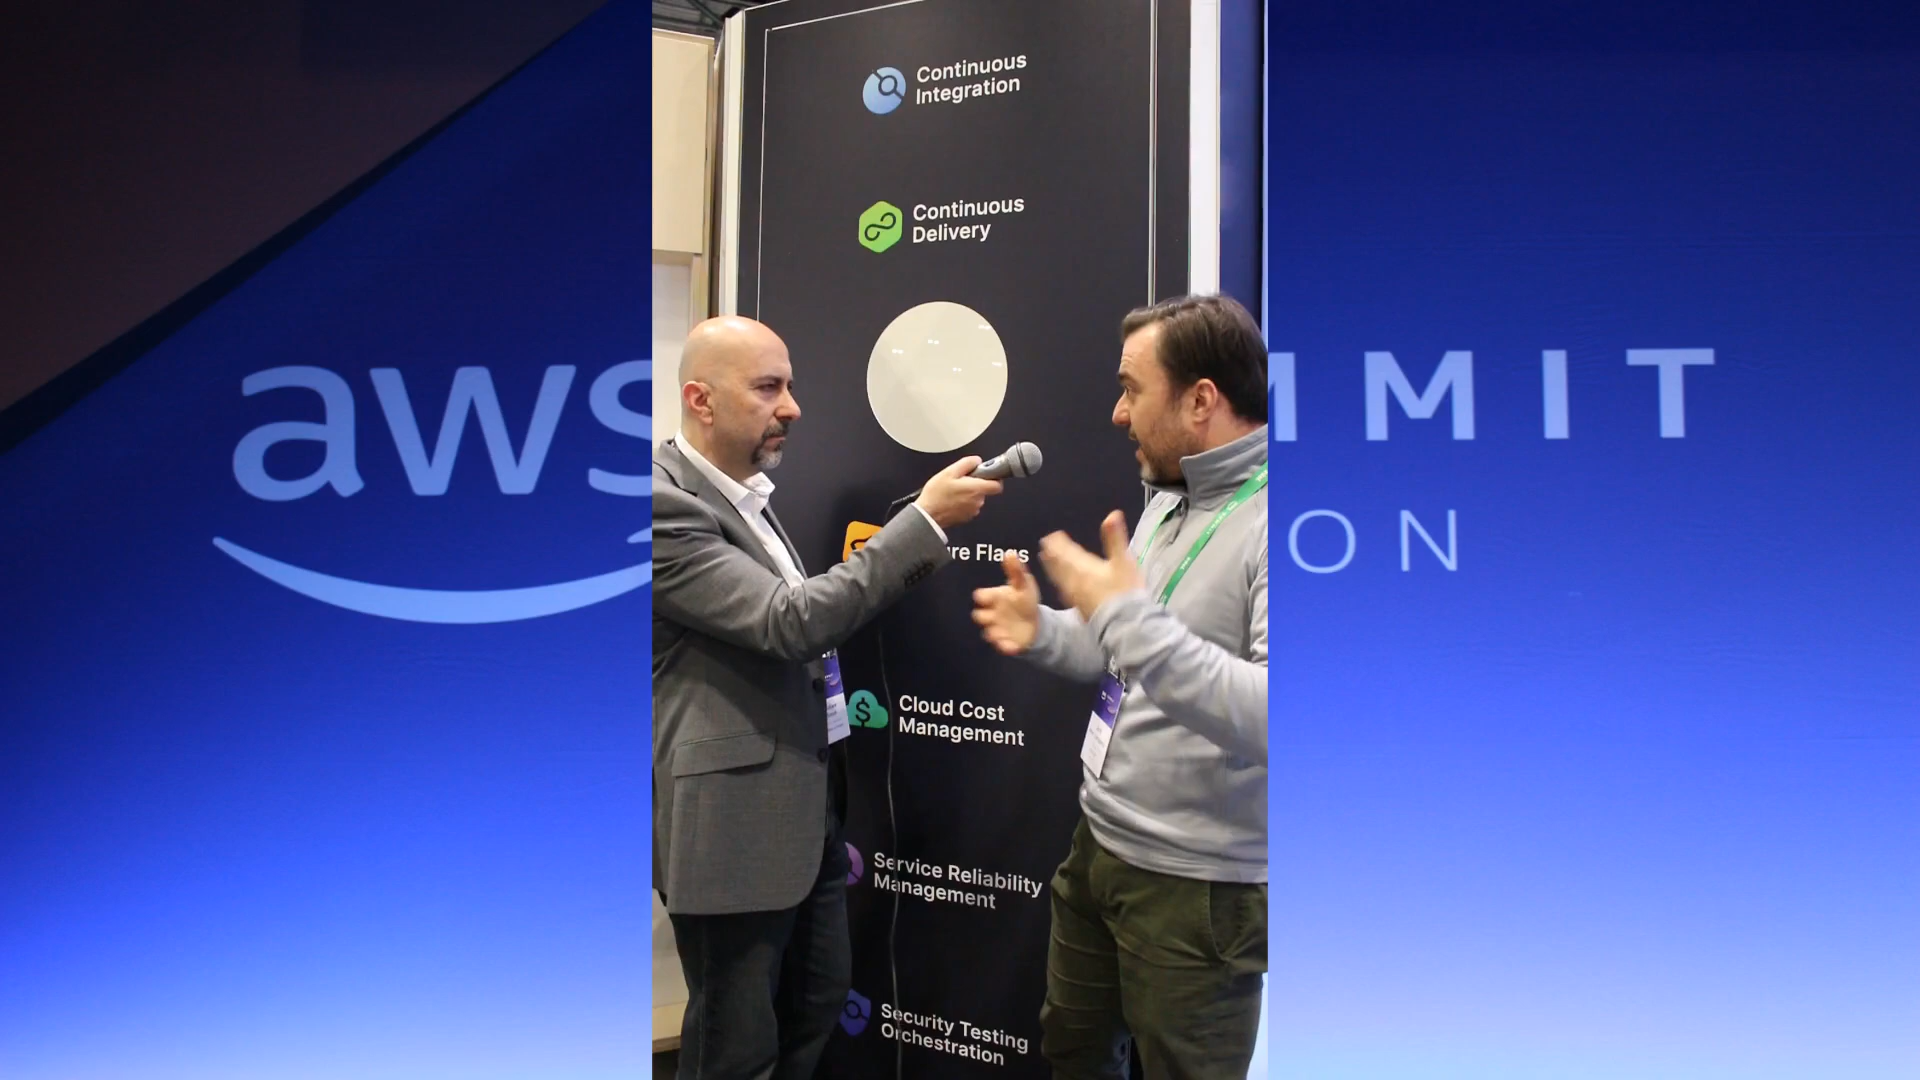 Continuous
Integration
Continuous
Delivery
aws
MMIT
ON
re Flags
Cloud Cost
Management
Service Reliability
Management
Security Testing
Orchestration